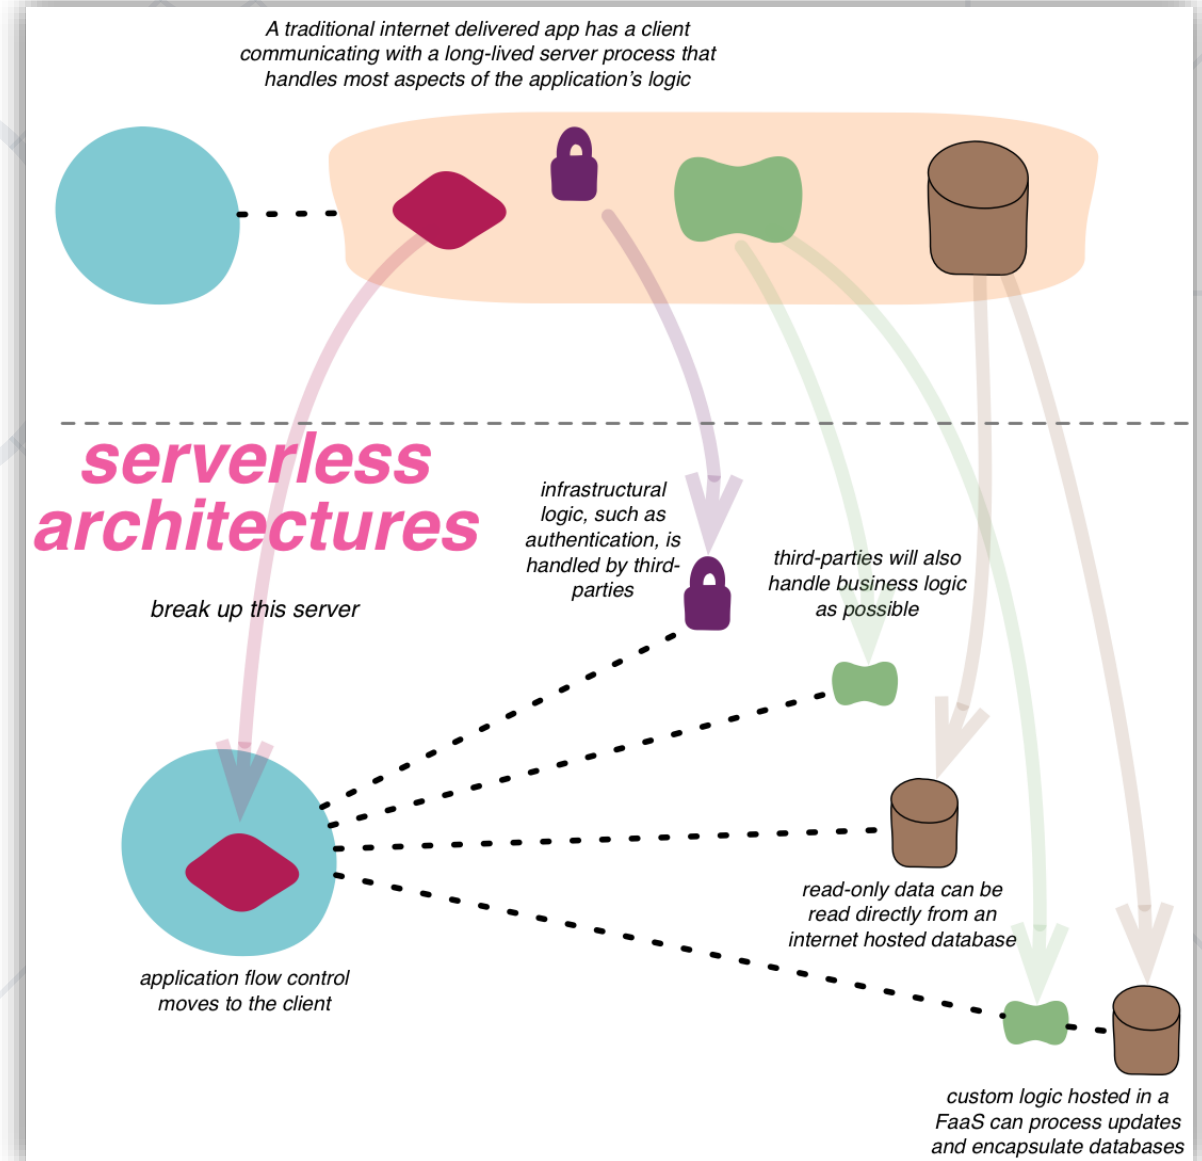 A traditional internet delivered app has a client
communicating with a long-lived server process that
handles most aspects of the application's logic
serverless
architectures
break up this server
infrastructural
logic, such as
authentication, is
handled by third-
parties
third-parties will also
handle business logic
as possible
read-only data can be
read directly from an
internet hosted database
application flow control
moves to the client
custom logic hosted in a
FaaS can process updates
and encapsulate databases